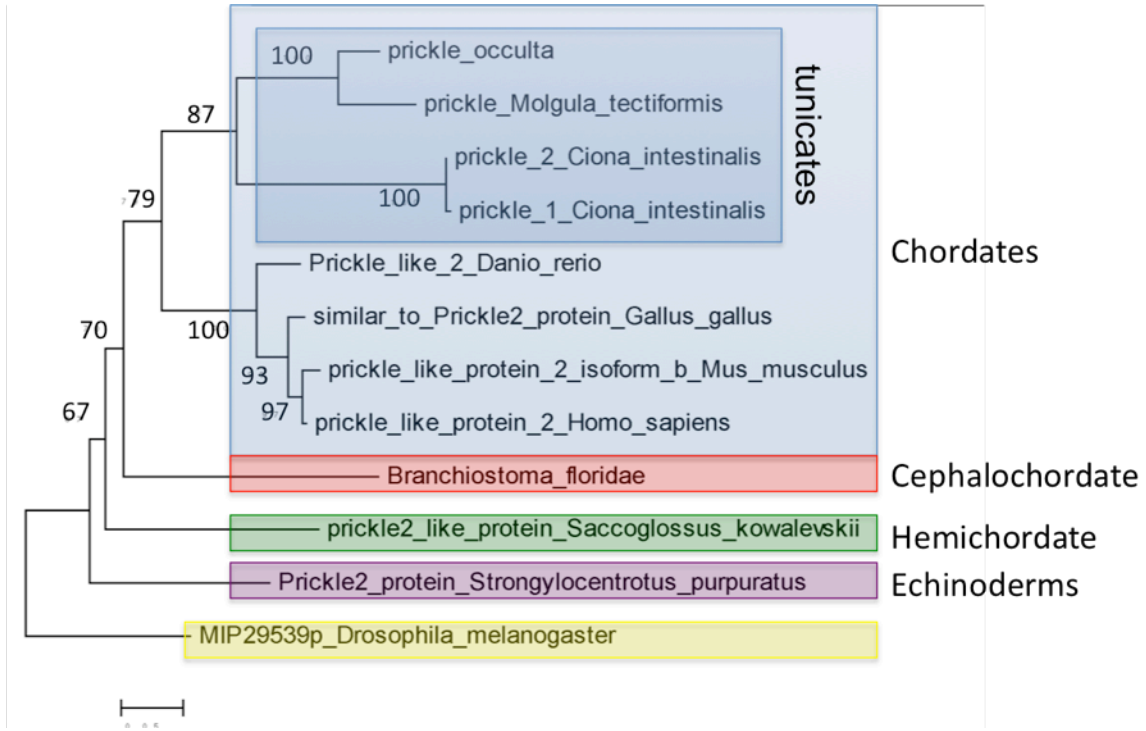 100
prickle_occulta
prickle_Molgula_tectiformis
tunicates
87
prickle_2_Ciona_intestinalis
100
prickle_1_Ciona_intestinalis
79
Chordates
Prickle_like_2_Danio_rerio
similar_to_Prickle2_protein_Gallus_gallus
100
70
prickle_like_protein_2_isoform_b_Mus_musculus
93
97
prickle_like_protein_2_Homo_sapiens
67
Branchiostoma_floridae
Cephalochordate
prickle2_like_protein_Saccoglossus_kowalevskii
Hemichordate
Prickle2_protein_Strongylocentrotus_purpuratus
Echinoderms
MIP29539p_Drosophila_melanogaster